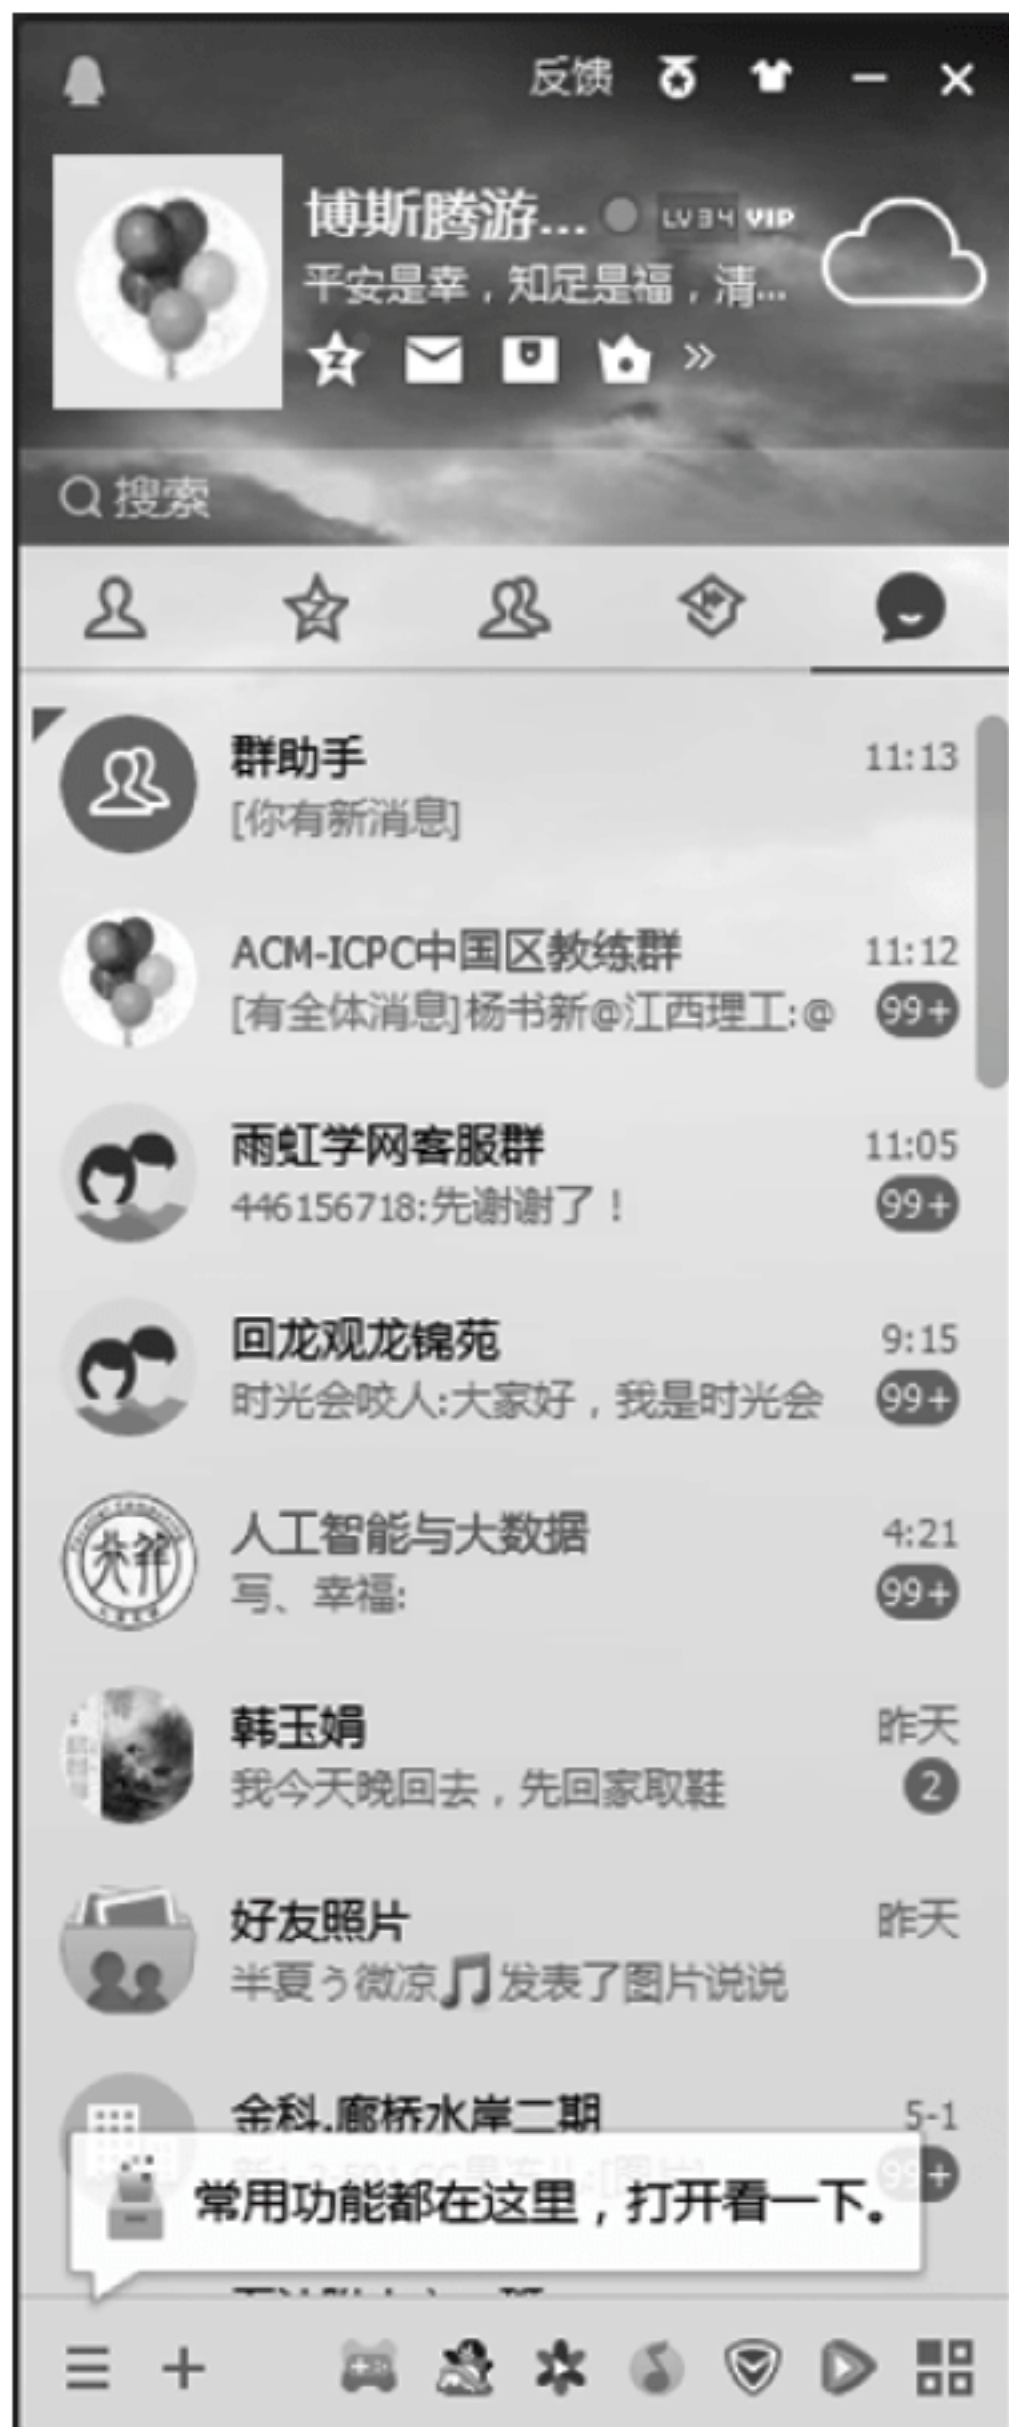 反馈
博斯腾游... LV34 VIP
平安是幸，知足是福，清...
搜索
群助手 11:13
[你有新消息]
ACM-ICPC中国区教练群 11:12
[有全体消息]杨书新@江西理工:@ 99+
雨虹学网客服群 11:05
446156718:先谢谢了！ 99+
回龙观龙锦苑 9:15
时光会咬人:大家好，我是时光会 99+
人工智能与大数据 4:21
写、幸福: 99+
韩玉娟 昨天
我今天晚回去，先回家取鞋 2
好友照片 昨天
半夏う微凉🎵发表了图片说说
金科.廊桥水岸二期 5-1
99+
常用功能都在这里，打开看一下。